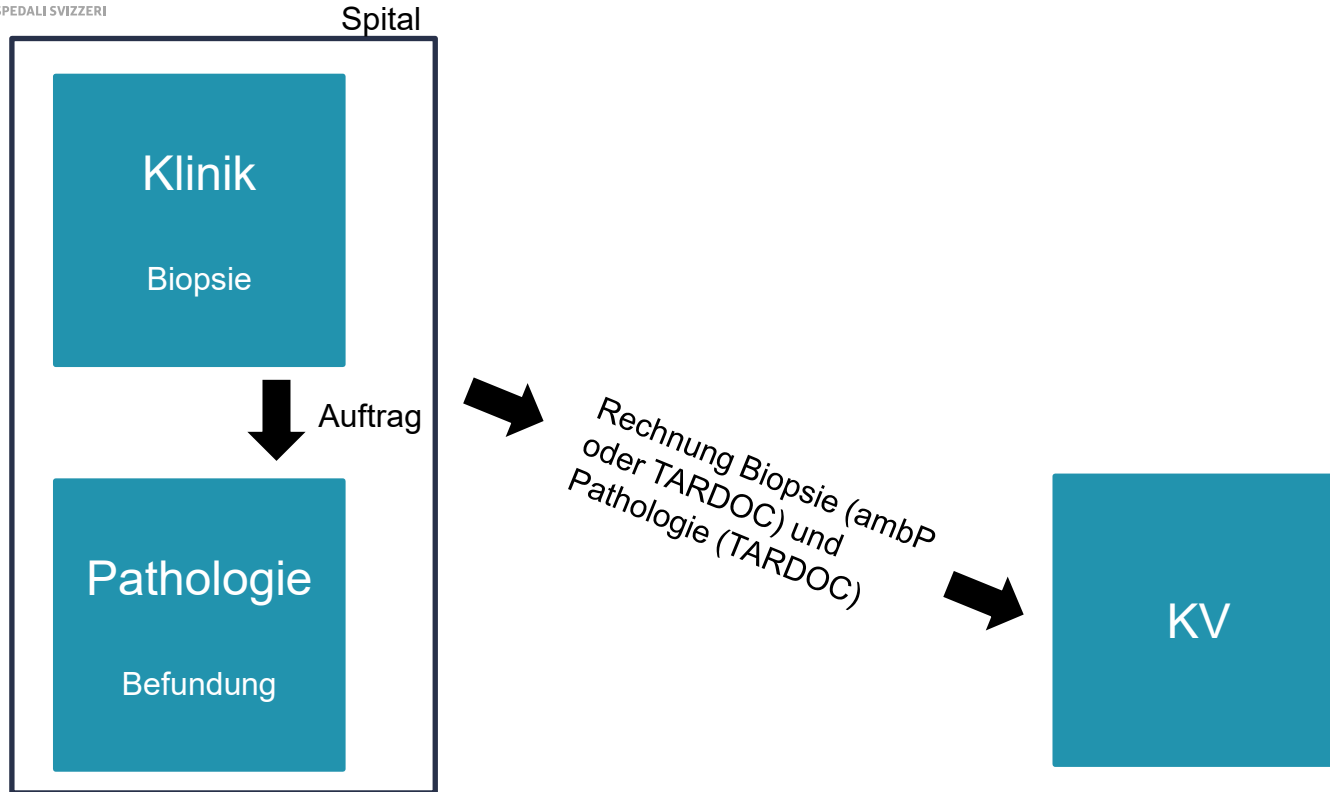 SPEDALI SVIZZERI
Spital
Klinik
Biopsie
Auftrag
Pathologie
Befundung
Rechnung Biopsie (ambP
oder TARDOC) und
Pathologie (TARDOC)
KV